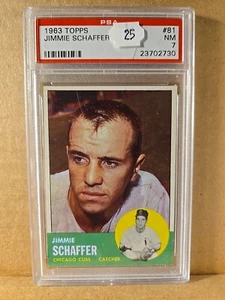 PSA
1963 TOPPS #81
JIMMIE SCHAFFER NM
7
23702730
25
JIMMIE
SCHAFFER
CHICAGO CUBS CATCHER